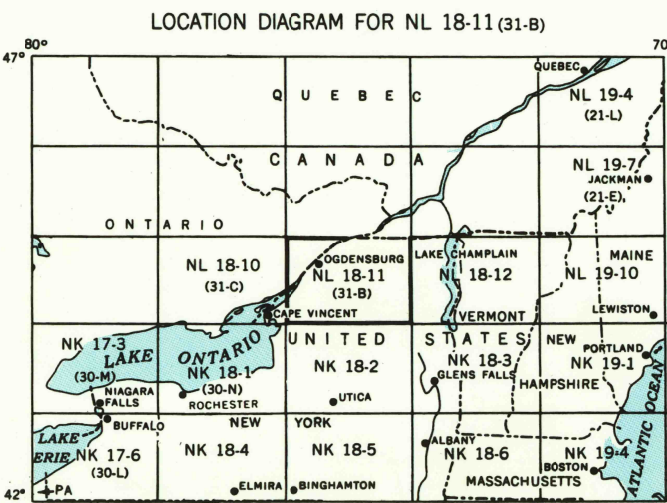 LOCATION DIAGRAM FOR NL 18-11 (31-B)
80°
70
47°
QUEBEC
QUEBEC
NL 19-4
(21-L)
CANADA
NL 19-7
JACKMAN
(21-E)
ONTARIO
OGDENSBURG
LAKE CHAMPLAIN
MAINE
NL 18-10
(31-C)
NL 18-11
(31-B)
NL 18-12
NL 19-10
CAPE VINCENT
VERMONT
LEWISTON
NK 17-3
(30-M)
LAKE ONTARIO
UNITED STATES
NEW HAMPSHIRE
PORTLAND
NK 18-1
(30-N)
NK 18-2
NK 18-3
NK 19-1
GLENS FALLS
NIAGARA
FALLS
ROCHESTER
UTICA
BUFFALO
NEW YORK
ATLANTIC OCEAN
LAKE
ERIE
NK 17-6
(30-L)
NK 18-4
NK 18-5
ALBANY
NK 18-6
NK 19-4
BOSTON
MASSACHUSETTS
PA
ELMIRA
BINGHAMTON
42°